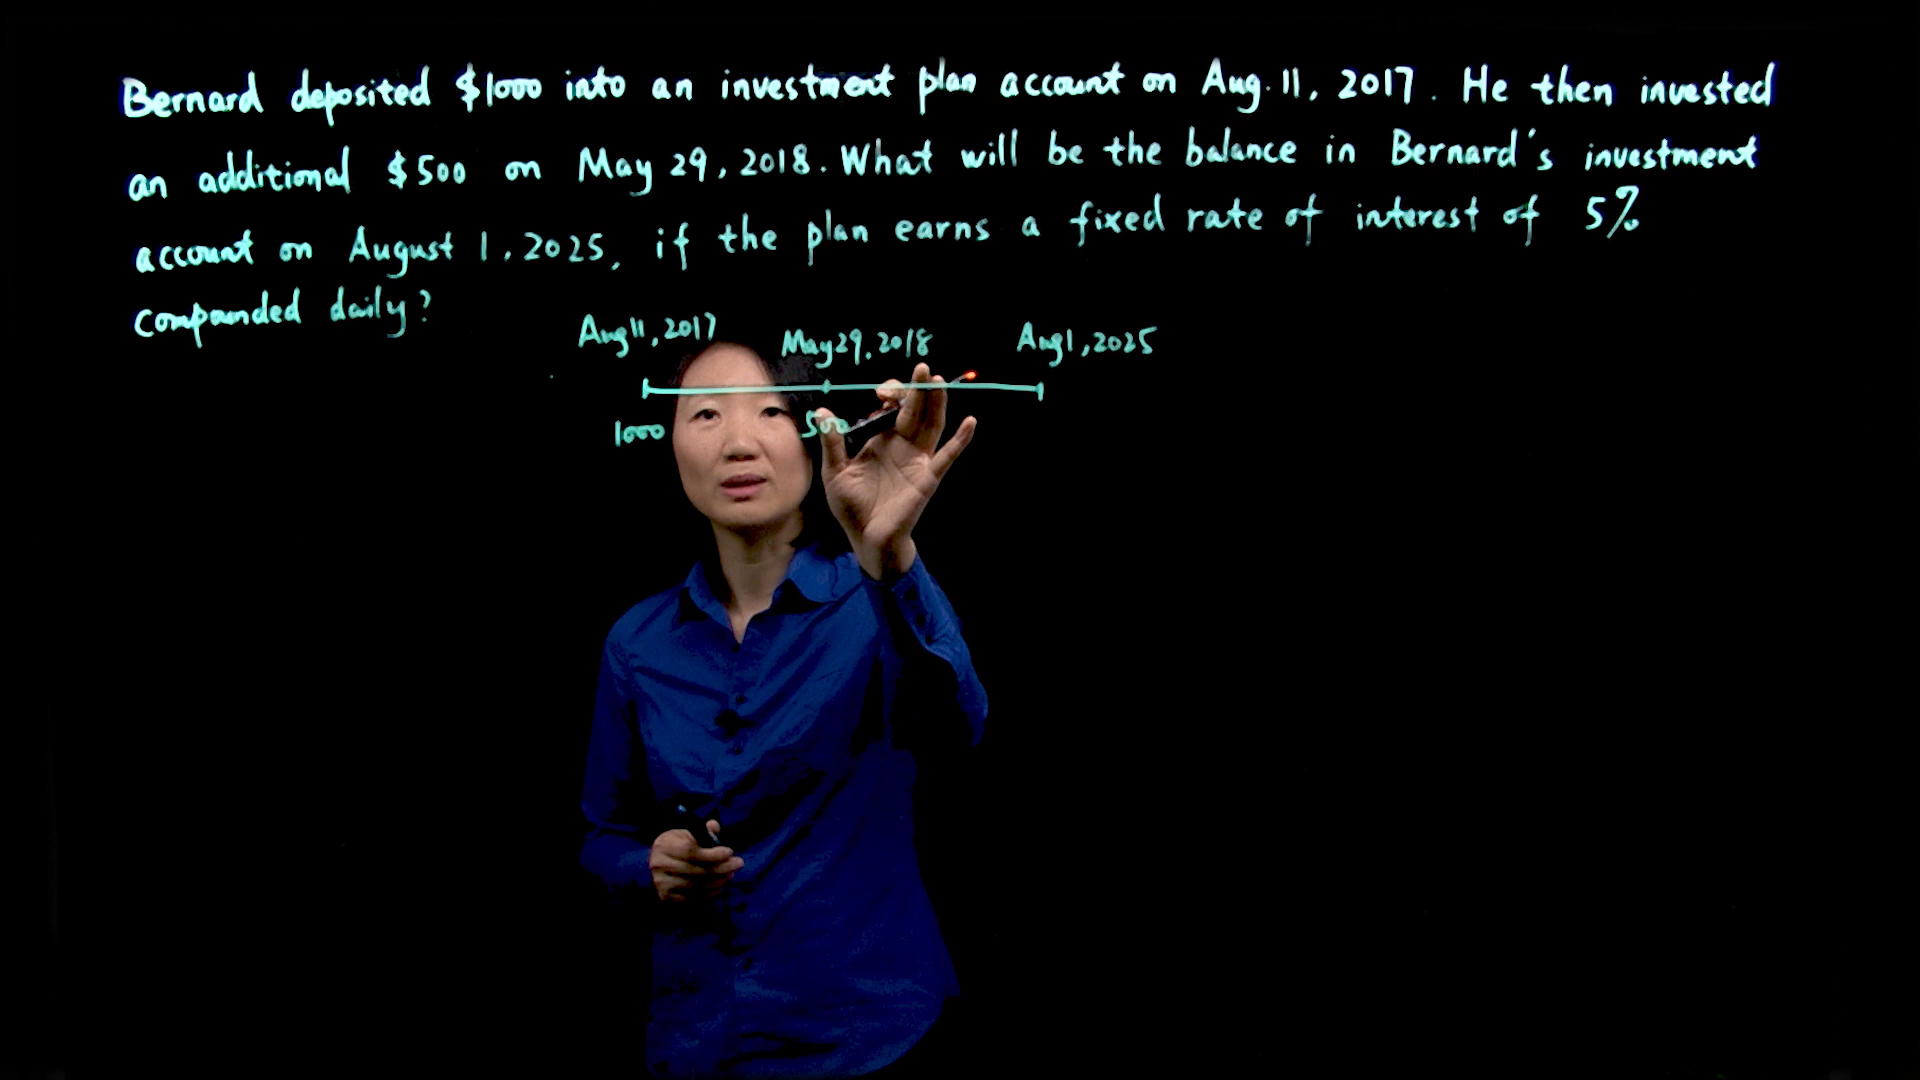 Bernard deposited $1000 into an investment plan account on Aug. 11, 2017. He then invested
an additional $500 on May 29, 2018. What will be the balance in Bernard's investment
account on August 1, 2025, if the plan earns a fixed rate of interest of 5%
compounded daily?
Aug 11, 2017 May 29, 2018 Aug 1, 2025
1000 500